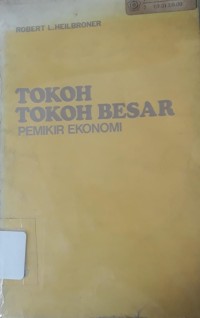 ROBERT L. HEILBRONER
TOKOH
TOKOH BESAR
PEMIKIR EKONOMI